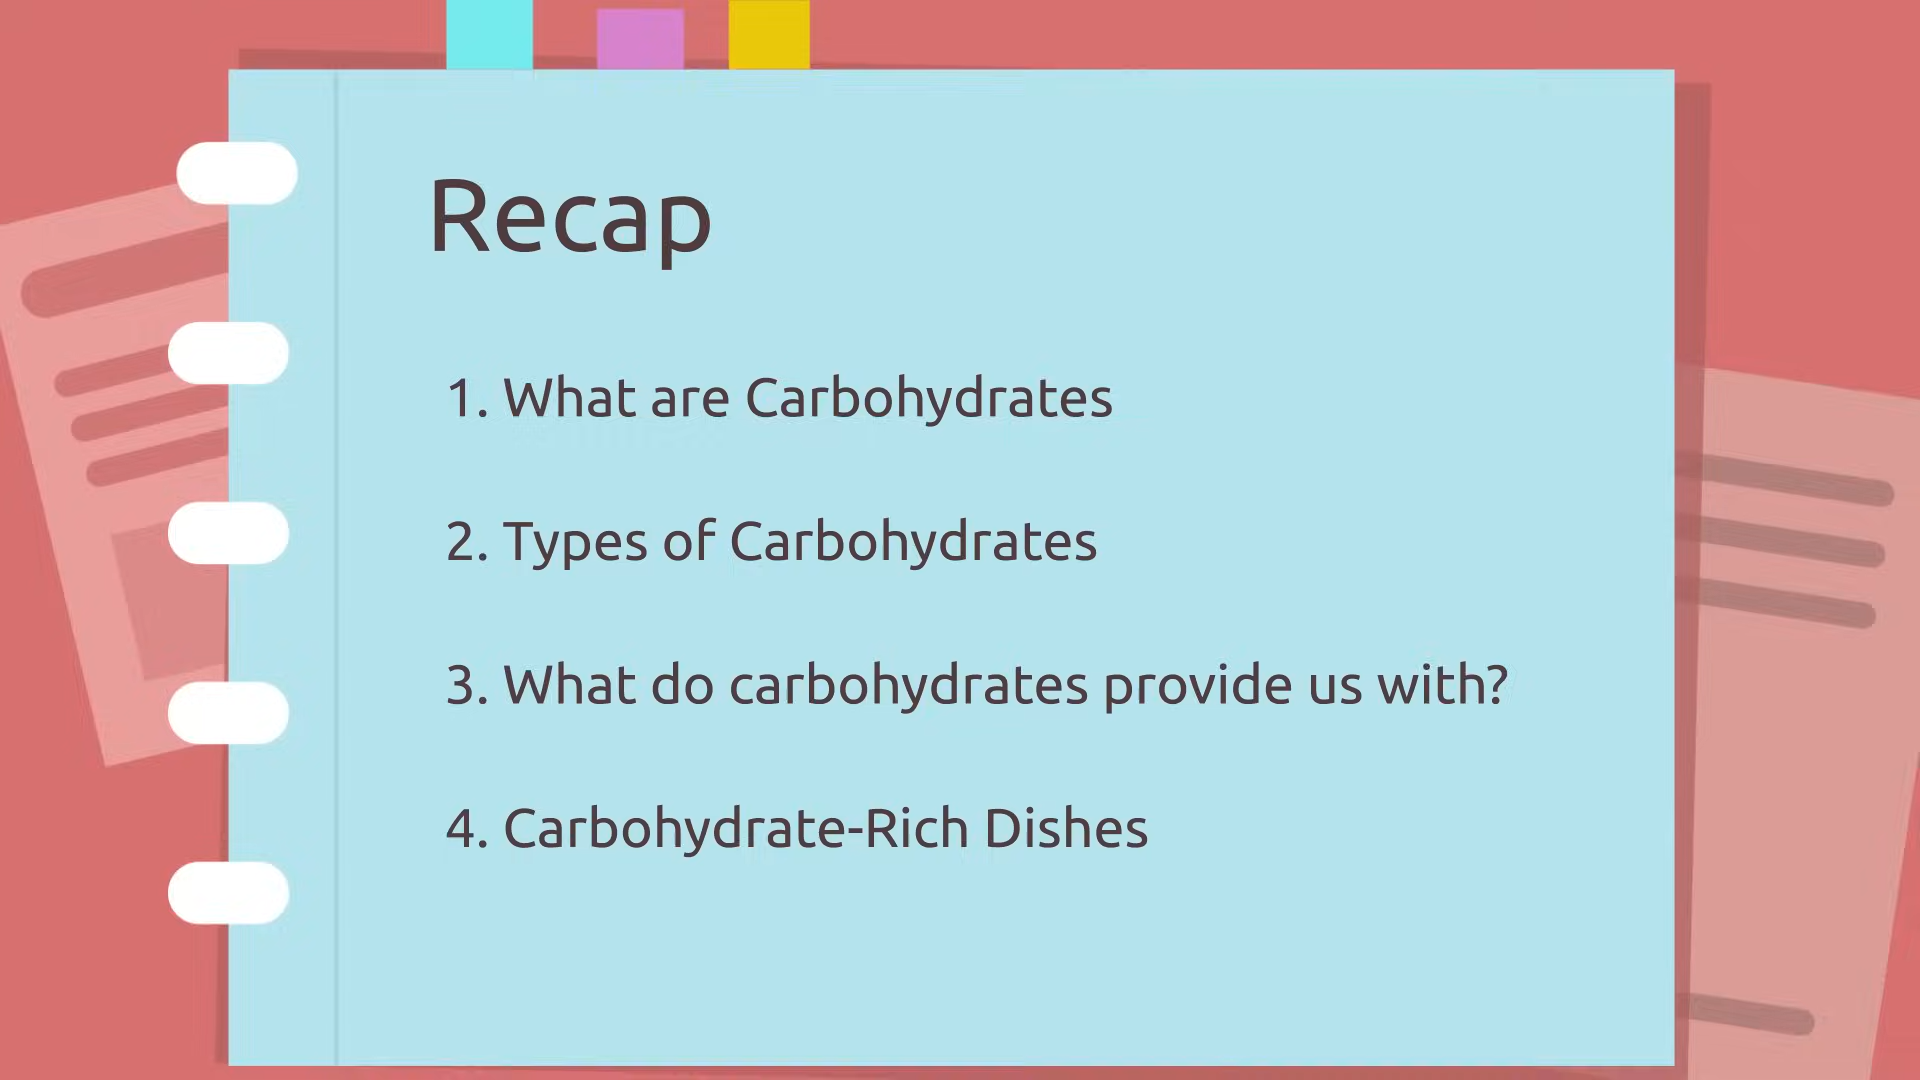 Recap
1. What are Carbohydrates
2. Types of Carbohydrates
3. What do carbohydrates provide us with?
4. Carbohydrate-Rich Dishes